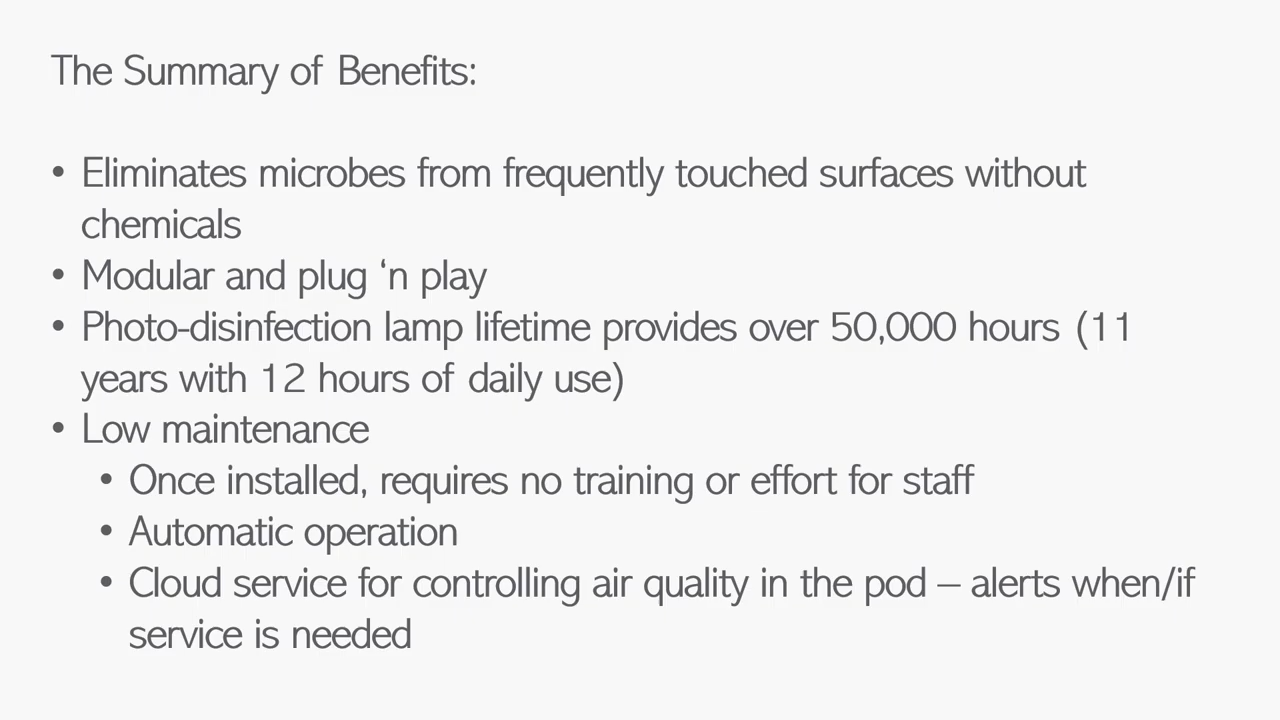 The Summary of Benefits:
• Eliminates microbes from frequently touched surfaces without
chemicals
• Modular and plug ‘n play
• Photo-disinfection lamp lifetime provides over 50,000 hours (11
years with 12 hours of daily use)
• Low maintenance
• Once installed, requires no training or effort for staff
• Automatic operation
• Cloud service for controlling air quality in the pod – alerts when/if
service is needed